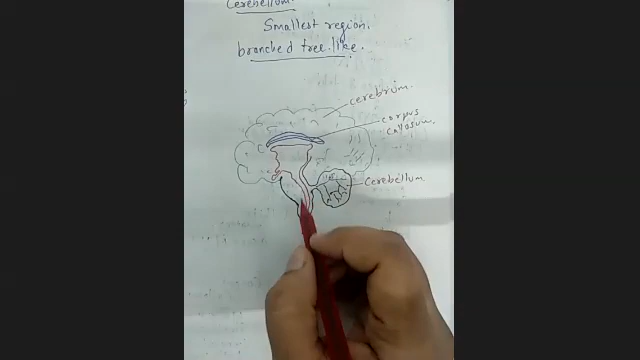 Cerebellum.
Smallest region.
branched tree like.
cerebrum.
corpus
callosum.
cerebellum.